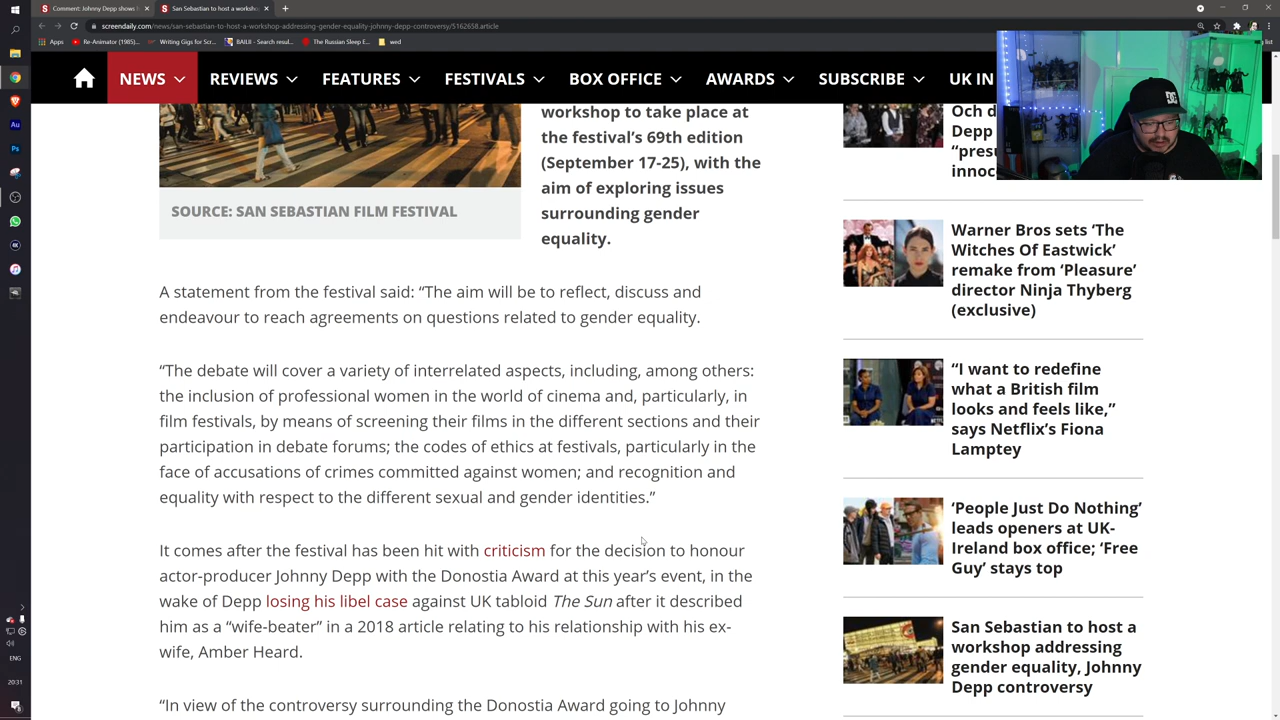 Comment: Johnny Depp shows
San Sebastian to host a worksh
screendaily.com/news/san-sebastian-to-host-a-workshop-addressing-gender-equality-johnny-depp-controversy/5162658.article
Apps
Re-Animator (1985)...
Writing Gigs for Scr...
BAILII - Search resul...
The Russian Sleep E...
wed
NEWS
REVIEWS
FEATURES
FESTIVALS
BOX OFFICE
AWARDS
SUBSCRIBE
UK IN
SOURCE: SAN SEBASTIAN FILM FESTIVAL
workshop to take place at
the festival’s 69th edition
(September 17-25), with the
aim of exploring issues
surrounding gender
equality.
A statement from the festival said: “The aim will be to reflect, discuss and
endeavour to reach agreements on questions related to gender equality.
“The debate will cover a variety of interrelated aspects, including, among others:
the inclusion of professional women in the world of cinema and, particularly, in
film festivals, by means of screening their films in the different sections and their
participation in debate forums; the codes of ethics at festivals, particularly in the
face of accusations of crimes committed against women; and recognition and
equality with respect to the different sexual and gender identities.”
It comes after the festival has been hit with criticism for the decision to honour
actor-producer Johnny Depp with the Donostia Award at this year’s event, in the
wake of Depp losing his libel case against UK tabloid The Sun after it described
him as a “wife-beater” in a 2018 article relating to his relationship with his ex-
wife, Amber Heard.
“In view of the controversy surrounding the Donostia Award going to Johnny
Och d
Depp
“presu
innoc
Warner Bros sets ‘The
Witches Of Eastwick’
remake from ‘Pleasure’
director Ninja Thyberg
(exclusive)
“I want to redefine
what a British film
looks and feels like,”
says Netflix’s Fiona
Lamptey
‘People Just Do Nothing’
leads openers at UK-
Ireland box office; ‘Free
Guy’ stays top
San Sebastian to host a
workshop addressing
gender equality, Johnny
Depp controversy
ENG
20:31